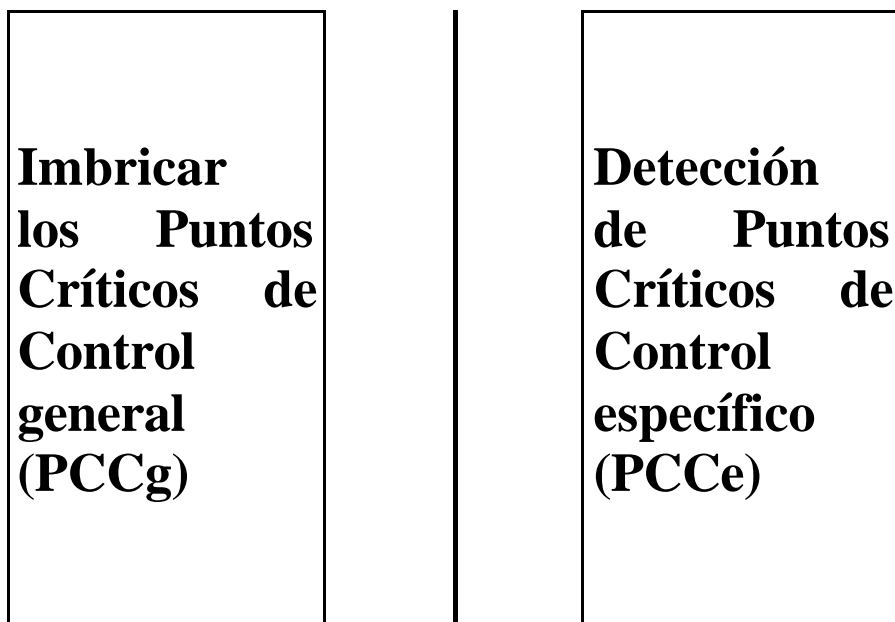 Imbricar
los Puntos
Críticos de
Control
general
(PCCg)
Detección
de Puntos
Críticos de
Control
específico
(PCCe)